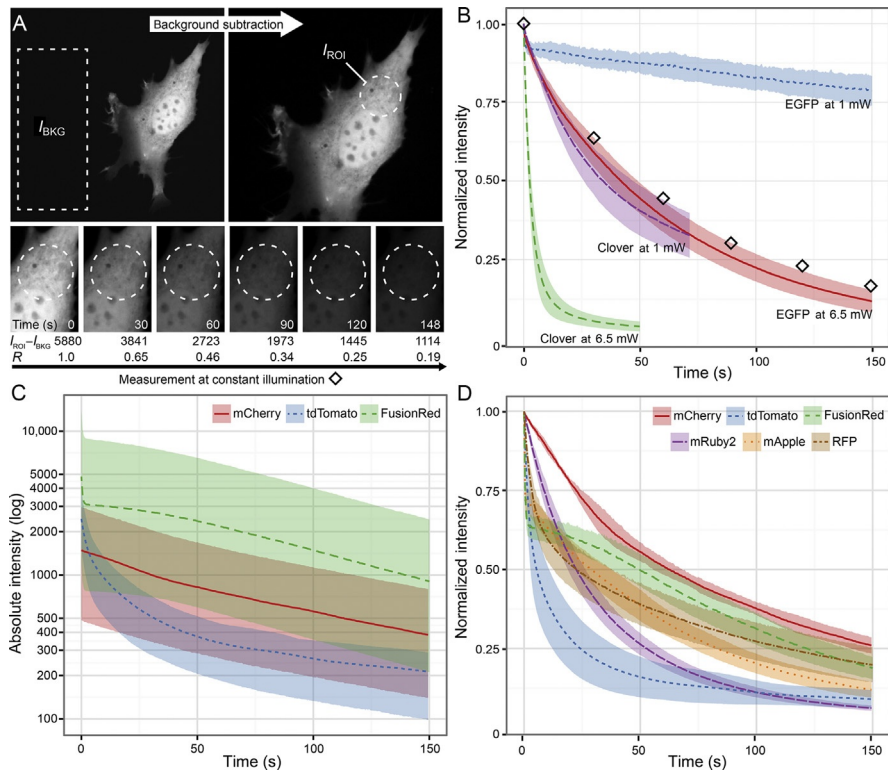 A
Background subtraction
I_BKG
I_ROI
Time (s) 0 30 60 90 120 148
I_ROI–I_BKG 5880 3841 2723 1973 1445 1114
R 1.0 0.65 0.46 0.34 0.25 0.19
Measurement at constant illumination ◇
B
Normalized intensity
1.00
0.75
0.50
0.25
0
EGFP at 1 mW
Clover at 1 mW
EGFP at 6.5 mW
Clover at 6.5 mW
0 50 100 150
Time (s)
C
mCherry tdTomato FusionRed
Absolute intensity (log)
10,000
5000
4000
3000
2000
1000
500
400
300
200
100
0 50 100 150
Time (s)
D
mCherry tdTomato FusionRed
mRuby2 mApple RFP
Normalized intensity
1.00
0.75
0.50
0.25
0
0 50 100 150
Time (s)